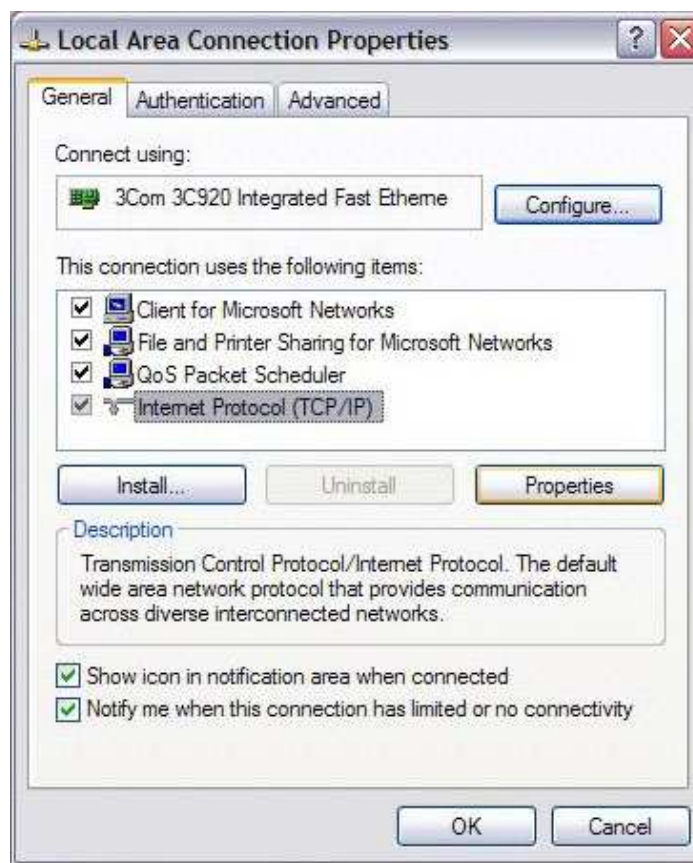 Local Area Connection Properties
General Authentication Advanced
Connect using:
3Com 3C920 Integrated Fast Etherne
Configure...
This connection uses the following items:
Client for Microsoft Networks
File and Printer Sharing for Microsoft Networks
QoS Packet Scheduler
Internet Protocol (TCP/IP)
Install... Uninstall Properties
Description
Transmission Control Protocol/Internet Protocol. The default
wide area network protocol that provides communication
across diverse interconnected networks.
Show icon in notification area when connected
Notify me when this connection has limited or no connectivity
OK Cancel